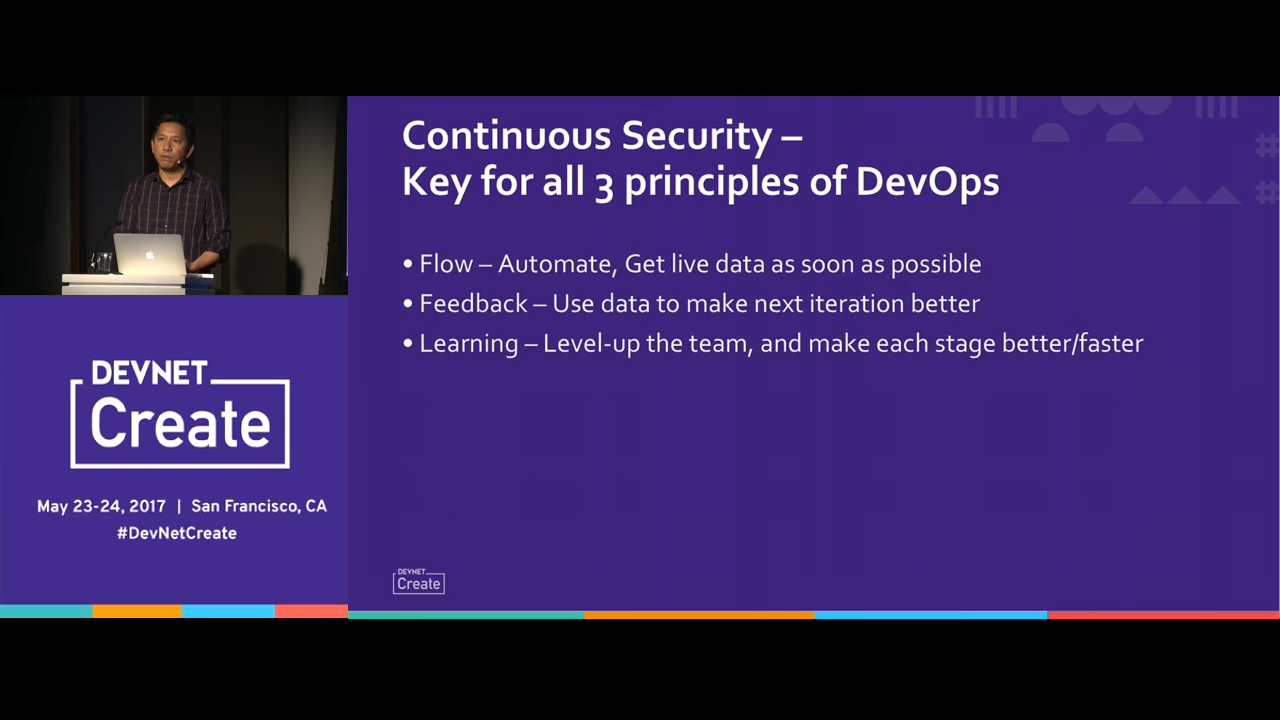 Continuous Security –
Key for all 3 principles of DevOps
• Flow – Automate, Get live data as soon as possible
• Feedback – Use data to make next iteration better
• Learning – Level-up the team, and make each stage better/faster
DEVNET
Create
May 23-24, 2017 | San Francisco, CA
#DevNetCreate
DEVNET
Create